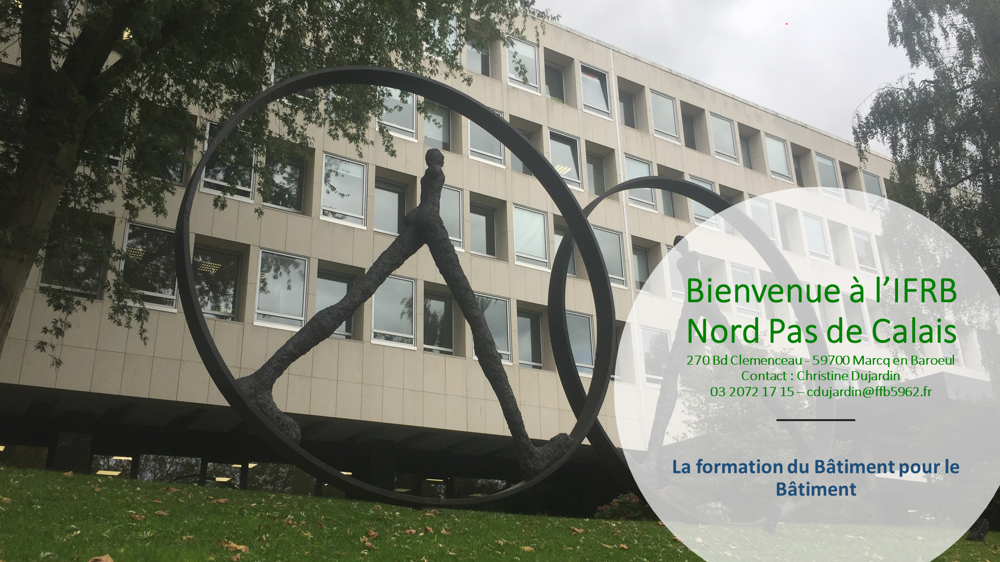 Bienvenue à l’IFRB
Nord Pas de Calais
270 Bd Clemenceau - 59700 Marcq en Baroeul
Contact : Christine Dujardin
03 2072 17 15 – cdujardin@ffb5962.fr
La formation du Bâtiment pour le
Bâtiment